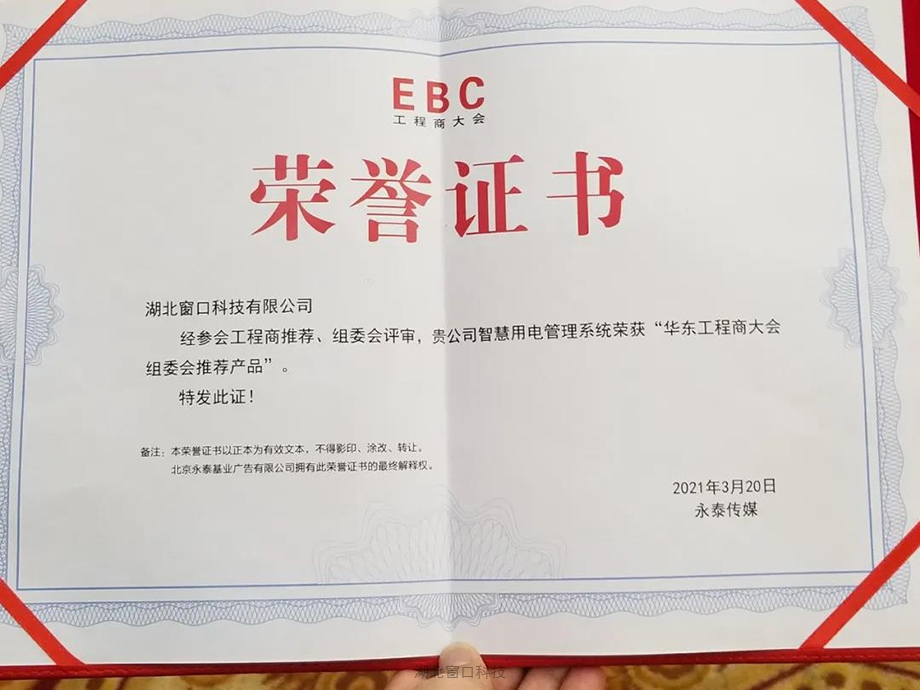 EBC
工程商大会
荣誉证书
湖北窗口科技有限公司
经参会工程商推荐、组委会评审，贵公司智慧用电管理系统荣获“华东工程商大会
组委会推荐产品”。
特发此证！
备注：本荣誉证书以正本为有效文本，不得影印、涂改、转让。
北京永泰基业广告有限公司拥有此荣誉证书的最终解释权。
2021年3月20日
永泰传媒
湖北窗口科技